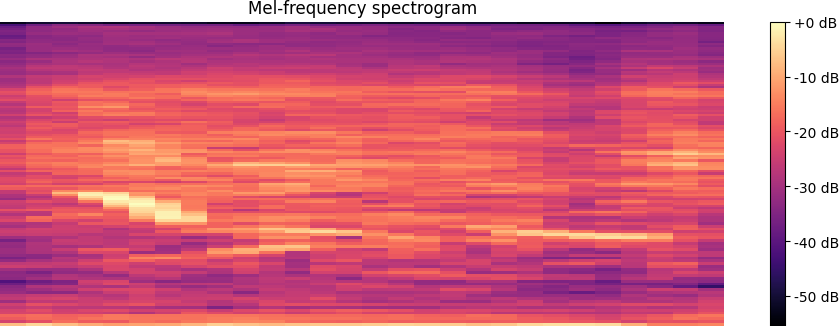 Mel-frequency spectrogram
+0 dB
-10 dB
-20 dB
-30 dB
-40 dB
-50 dB